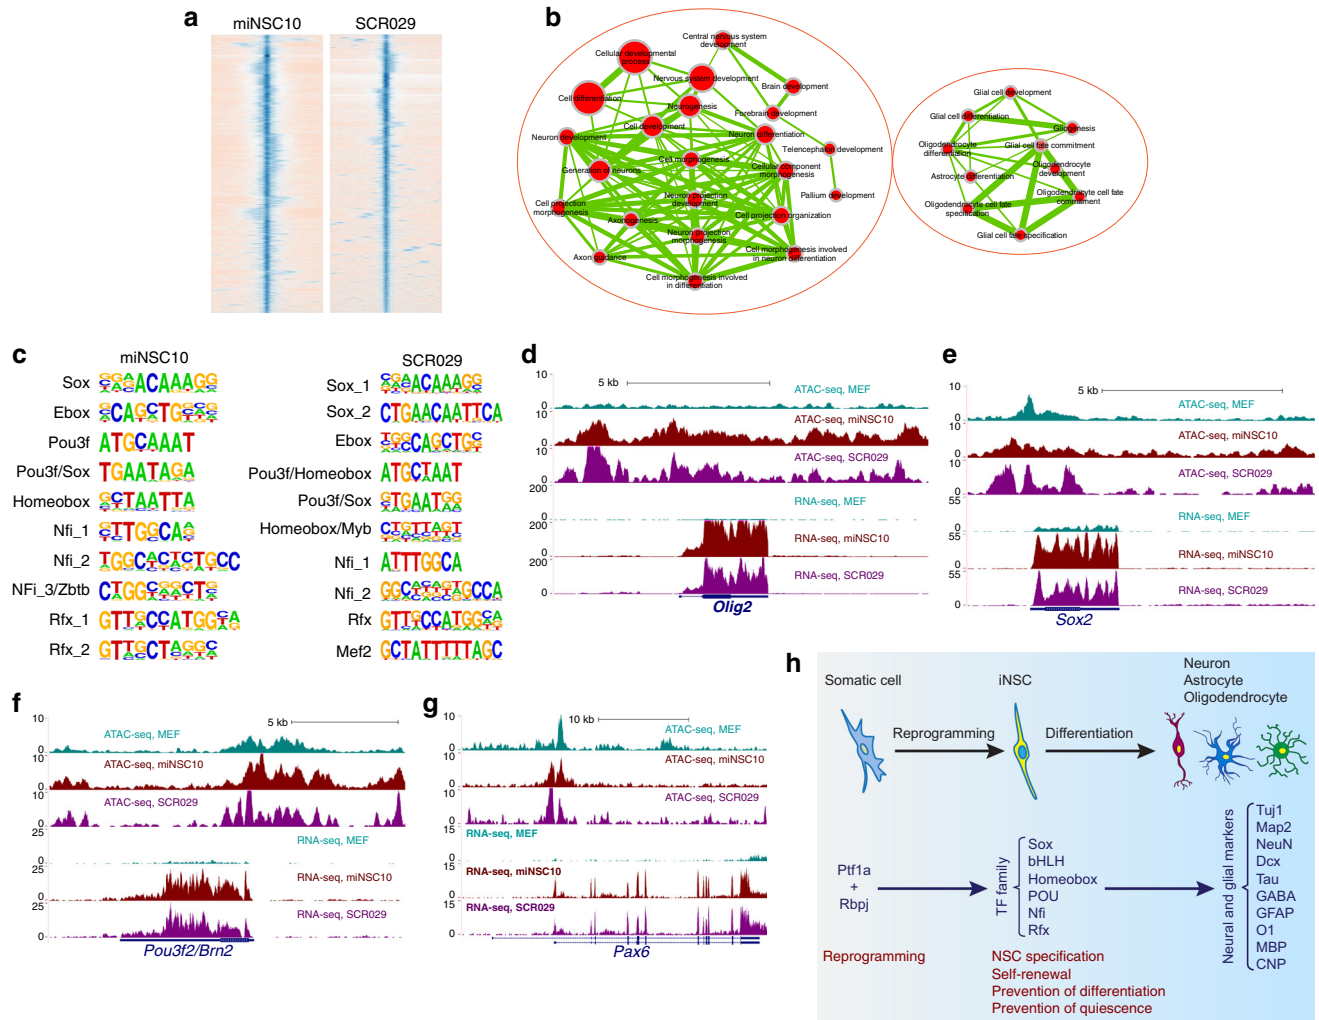 a
miNSC10
SCR029
b
Central nervous system
development
Cellular developmental
process
Nervous system development
Brain development
Cell differentiation
Neurogenesis
Forebrain development
Cell development
Neuron development
Neuron differentiation
Telencephalon development
Cell morphogenesis
Generation of neurons
Cellular component
morphogenesis
Pallium development
Neuron projection
development
Cell projection
morphogenesis
Axonogenesis
Cell projection organization
Neuron projection
morphogenesis
Cell morphogenesis involved
in neuron differentiation
Axon guidance
Cell morphogenesis involved
in differentiation
Glial cell development
Glial cell differentiation
Gliogenesis
Oligodendrocyte
differentiation
Glial cell fate commitment
Oligodendrocyte
development
Astrocyte differentiation
Oligodendrocyte cell fate
commitment
Oligodendrocyte cell fate
specification
Glial cell fate specification
c
miNSC10
Sox
Ebox
Pou3f
ATGCAAAT
Pou3f/Sox
TGAATAGA
Homeobox
Nfi_1
Nfi_2
NFi_3/Zbtb
Rfx_1
Rfx_2
SCR029
Sox_1
Sox_2
CTGAACAATTCA
Ebox
Pou3f/Homeobox
Pou3f/Sox
Homeobox/Myb
Nfi_1
ATTTGGCA
Nfi_2
Rfx
Mef2
GCTATTTTTAGC
d
5 kb
10
0
ATAC-seq, MEF
10
0
ATAC-seq, miNSC10
10
0
ATAC-seq, SCR029
200
0
RNA-seq, MEF
200
0
RNA-seq, miNSC10
200
0
RNA-seq, SCR029
Olig2
e
5 kb
10
0
ATAC-seq, MEF
10
0
ATAC-seq, miNSC10
10
0
ATAC-seq, SCR029
55
0
RNA-seq, MEF
55
0
RNA-seq, miNSC10
55
0
RNA-seq, SCR029
Sox2
f
5 kb
10
0
ATAC-seq, MEF
10
0
ATAC-seq, miNSC10
10
0
ATAC-seq, SCR029
25
0
RNA-seq, MEF
25
0
RNA-seq, miNSC10
25
0
RNA-seq, SCR029
Pou3f2/Brn2
g
10 kb
10
0
ATAC-seq, MEF
10
0
ATAC-seq, miNSC10
10
0
ATAC-seq, SCR029
15
0
RNA-seq, MEF
15
0
RNA-seq, miNSC10
15
0
RNA-seq, SCR029
Pax6
h
Somatic cell
iNSC
Neuron
Astrocyte
Oligodendrocyte
Reprogramming
Differentiation
Ptf1a
+
Rbpj
TF family
Sox
bHLH
Homeobox
POU
Nfi
Rfx
Neural and glial markers
Tuj1
Map2
NeuN
Dcx
Tau
GABA
GFAP
O1
MBP
CNP
Reprogramming
NSC specification
Self-renewal
Prevention of differentiation
Prevention of quiescence